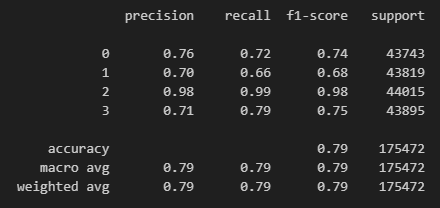 precision recall f1-score support
0 0.76 0.72 0.74 43743
1 0.70 0.66 0.68 43819
2 0.98 0.99 0.98 44015
3 0.71 0.79 0.75 43895
accuracy 0.79 175472
macro avg 0.79 0.79 0.79 175472
weighted avg 0.79 0.79 0.79 175472